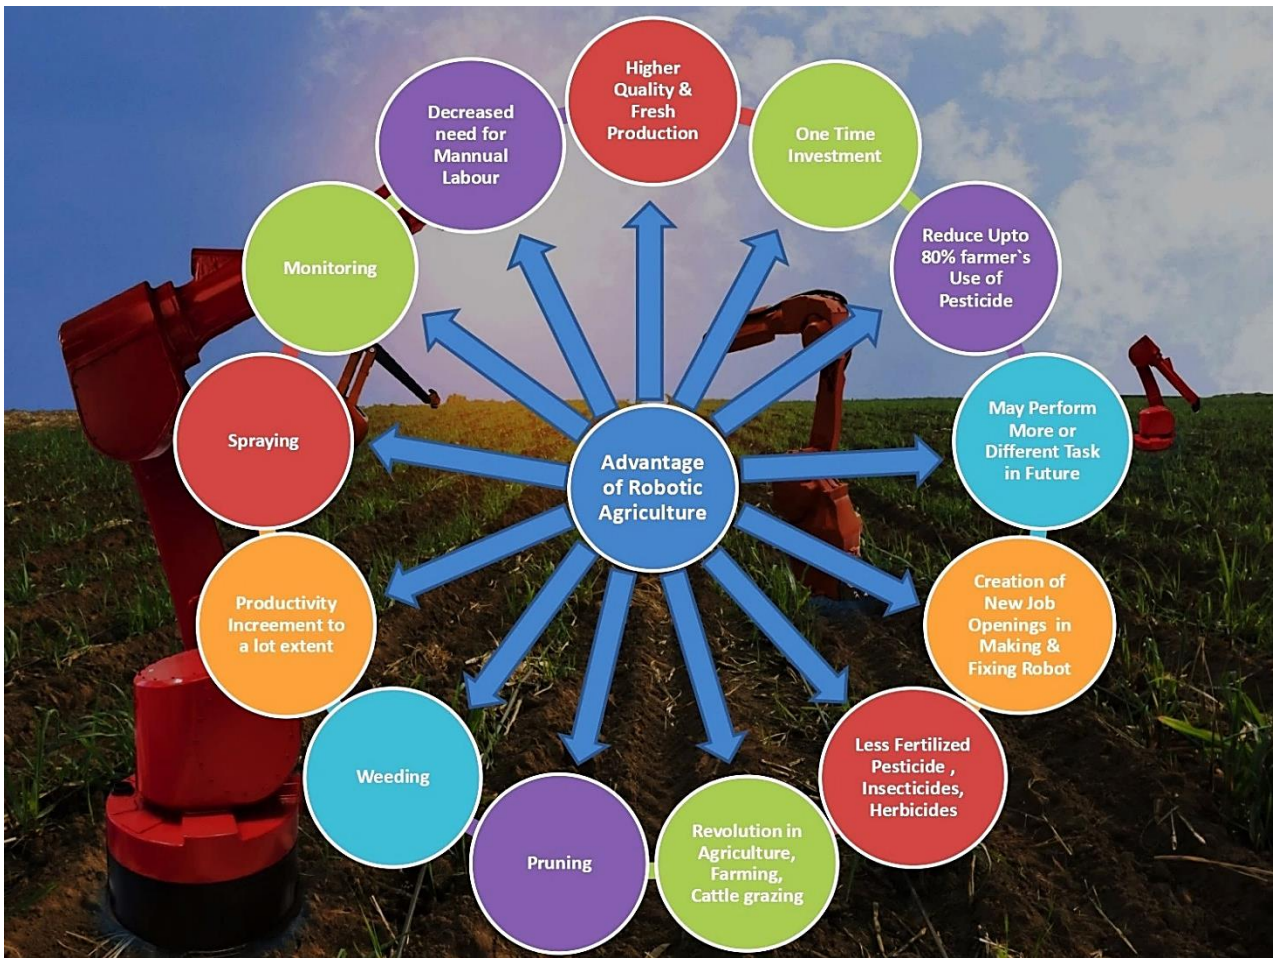 Higher
Quality &
Fresh
Production
One Time
Investment
Reduce Upto
80% farmer`s
Use of
Pesticide
May Perform
More or
Different Task
in Future
Creation of
New Job
Openings in
Making &
Fixing Robot
Less Fertilized
Pesticide ,
Insecticides,
Herbicides
Revolution in
Agriculture,
Farming,
Cattle grazing
Pruning
Weeding
Productivity
Increement to
a lot extent
Spraying
Monitoring
Decreased
need for
Mannual
Labour
Advantage
of Robotic
Agriculture